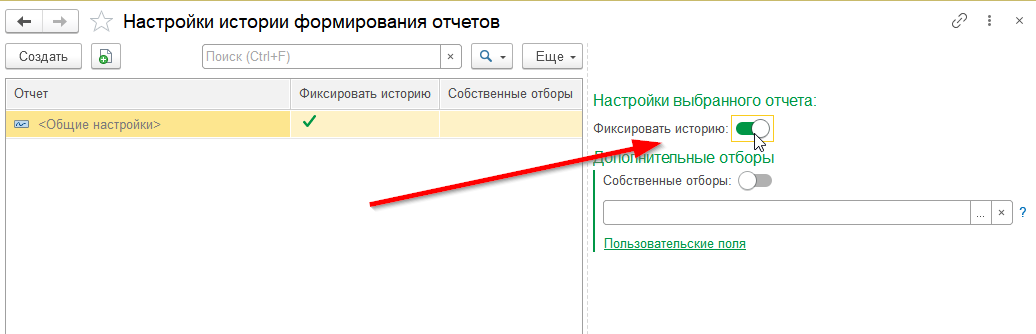 Настройки истории формирования отчетов
Создать
Поиск (Ctrl+F)
×
Еще
Отчет Фиксировать историю Собственные отборы
<Общие настройки>
Настройки выбранного отчета:
Фиксировать историю:
Дополнительные отборы
Собственные отборы:
... × ?
Пользовательские поля